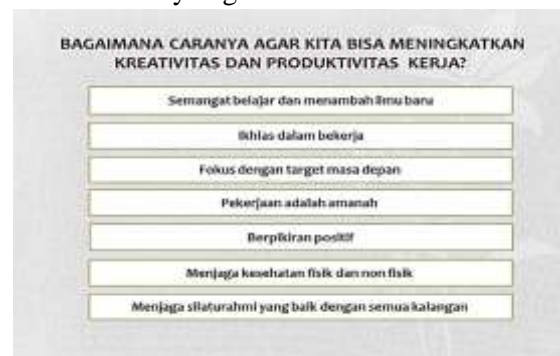 BAGAIMANA CARANYA AGAR KITA BISA MENINGKATKAN
KREATIVITAS DAN PRODUKTIVITAS KERJA?
Semangat belajar dan menambah ilmu baru
Ikhlas dalam bekerja
Fokus dengan target masa depan
Pekerjaan adalah amanah
Berpikiran positif
Menjaga kesehatan fisik dan non fisik
Menjaga silaturahmi yang baik dengan semua kalangan